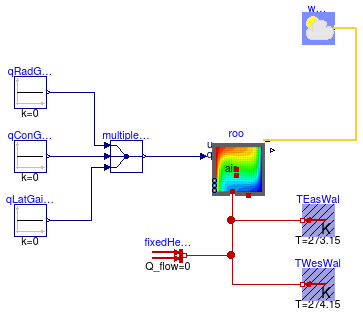 w...
qRadG...
k=0
qConG...
k=0
qLatGai...
k=0
multiple...
roo
u
q
air
TEasWal
K
T=273.15
fixedHe...
Q_flow=0
TWesWal
K
T=274.15